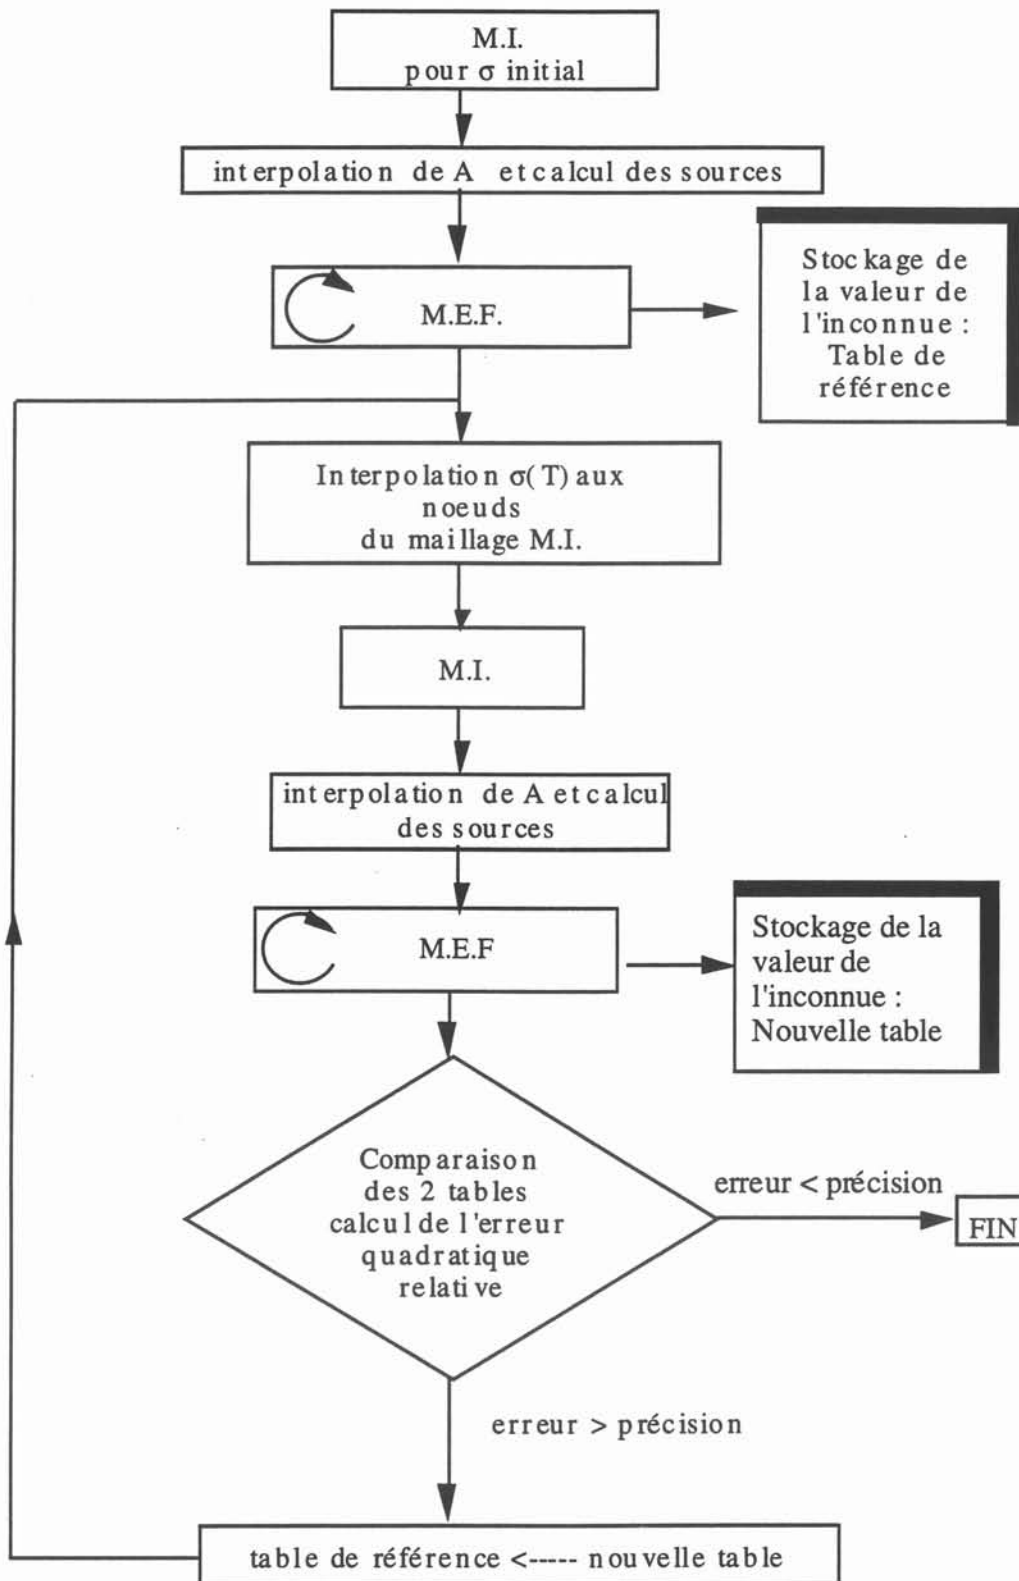 M.I.
pour σ initial
interpolation de A et calcul des sources
M.E.F.
Stockage de
la valeur de
l'inconnue :
Table de
référence
Interpolation σ(T) aux
noeuds
du maillage M.I.
M.I.
interpolation de A et calcul
des sources
M.E.F
Stockage de la
valeur de
l'inconnue :
Nouvelle table
Comparaison
des 2 tables
calcul de l'erreur
quadratique
relative
erreur < précision
FIN
erreur > précision
table de référence <----- nouvelle table